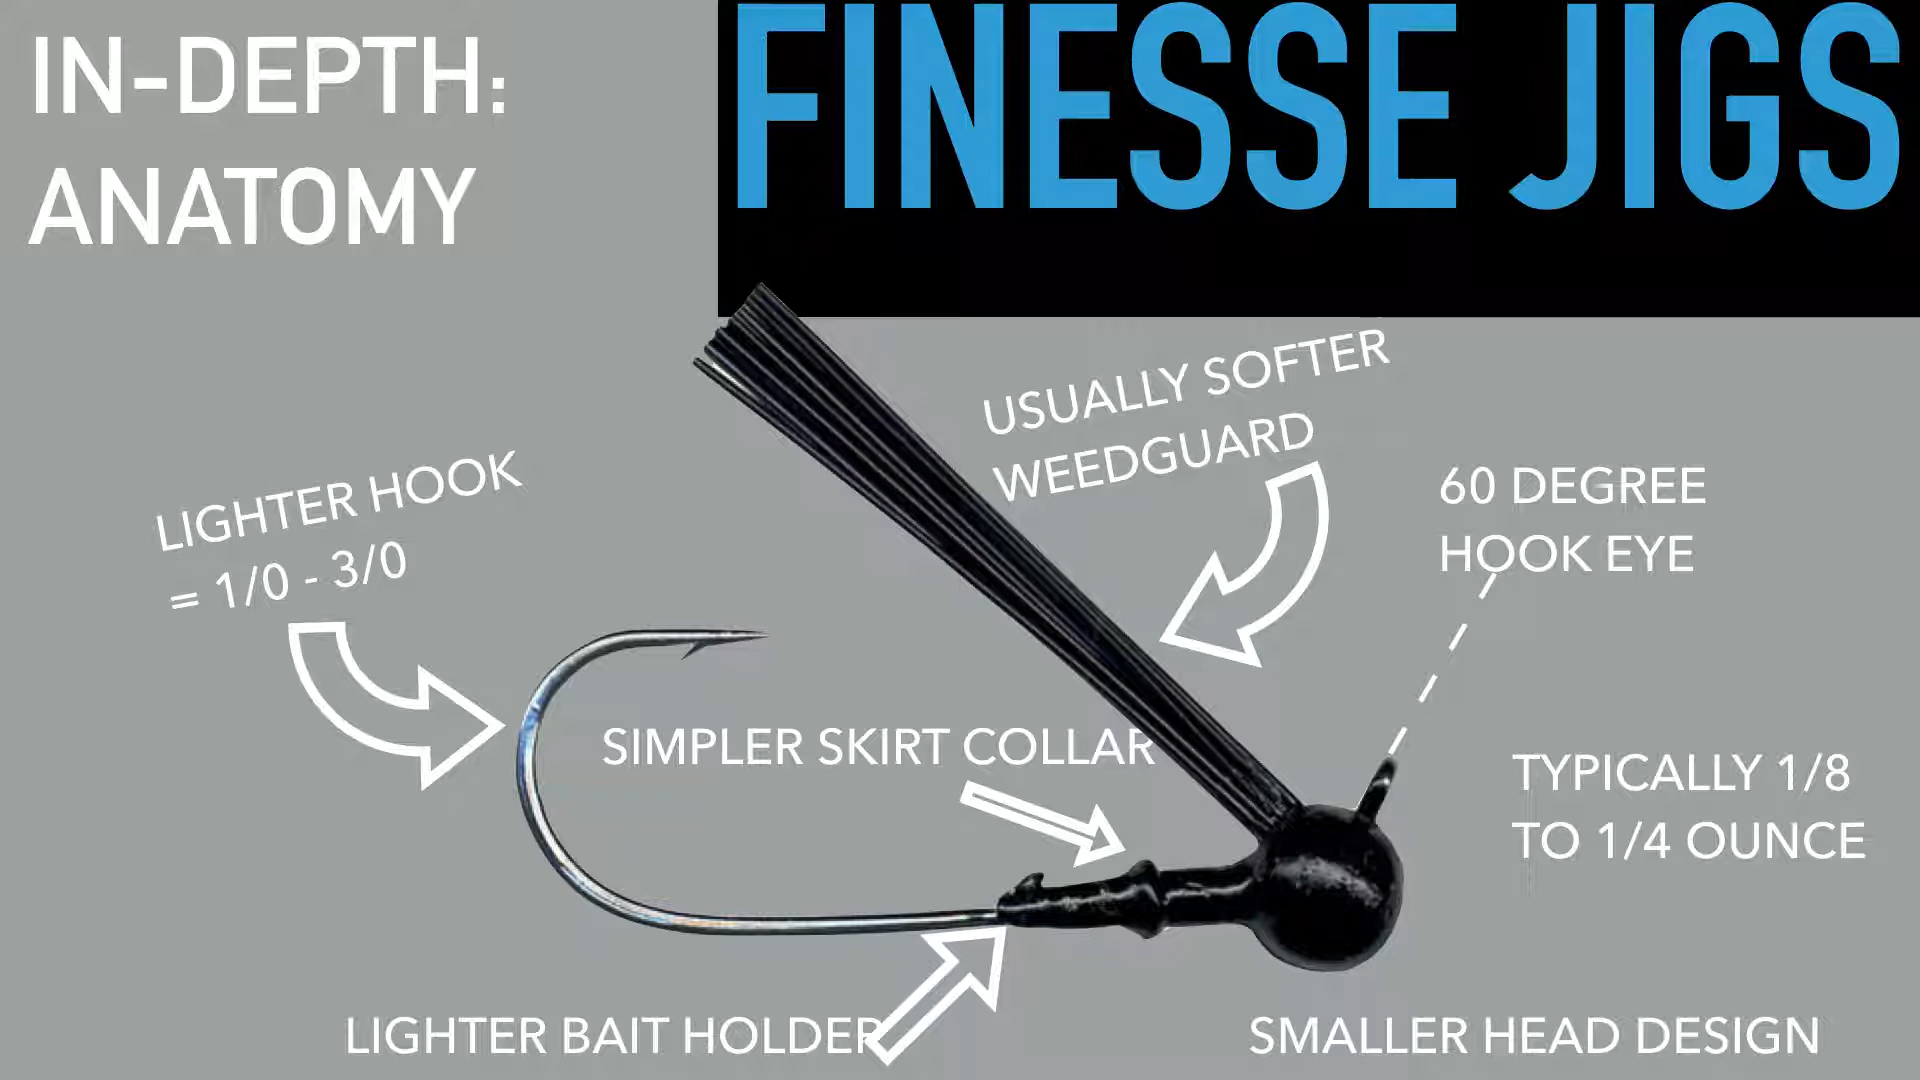 IN-DEPTH:
ANATOMY
FINESSE JIGS
USUALLY SOFTER
WEEDGUARD
LIGHTER HOOK
= 1/0 - 3/0
60 DEGREE
HOOK EYE
SIMPLER SKIRT COLLAR
TYPICALLY 1/8
TO 1/4 OUNCE
LIGHTER BAIT HOLDER
SMALLER HEAD DESIGN